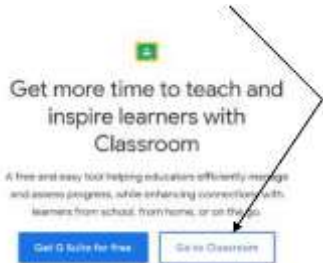 Get more time to teach and
inspire learners with
Classroom
A free and easy tool helping educators efficiently manage
and assess progress, while enhancing connections with
learners from school, from home, or on the go.
Get G Suite for free
Go to Classroom